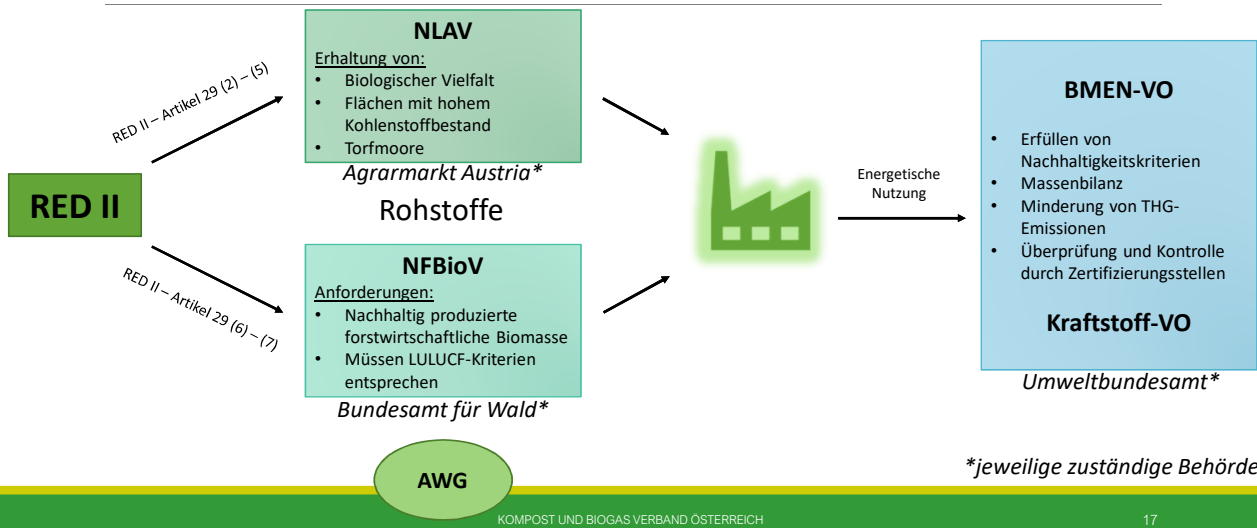 RED II
RED II – Artikel 29 (2) – (5)
NLAV
Erhaltung von:
• Biologischer Vielfalt
• Flächen mit hohem
Kohlenstoffbestand
• Torfmoore
Agrarmarkt Austria*
Rohstoffe
RED II – Artikel 29 (6) – (7)
NFBioV
Anforderungen:
• Nachhaltig produzierte
forstwirtschaftliche Biomasse
• Müssen LULUCF-Kriterien
entsprechen
Bundesamt für Wald*
AWG
Energetische
Nutzung
BMEN-VO
• Erfüllen von
Nachhaltigkeitskriterien
• Massenbilanz
• Minderung von THG-
Emissionen
• Überprüfung und Kontrolle
durch Zertifizierungsstellen
Kraftstoff-VO
Umweltbundesamt*
*jeweilige zuständige Behörde
KOMPOST UND BIOGAS VERBAND ÖSTERREICH
17